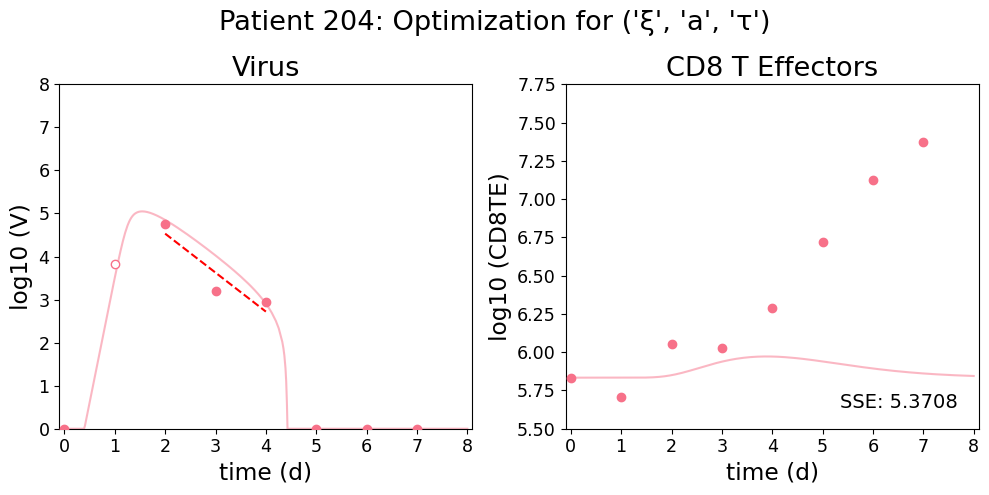 Patient 204: Optimization for ('ξ', 'a', 'τ')
Virus
CD8 T Effectors
log10 (V)
8
7
6
5
4
3
2
1
0
0 1 2 3 4 5 6 7 8
time (d)
log10 (CD8TE)
7.75
7.50
7.25
7.00
6.75
6.50
6.25
6.00
5.75
5.50
SSE: 5.3708
0 1 2 3 4 5 6 7 8
time (d)